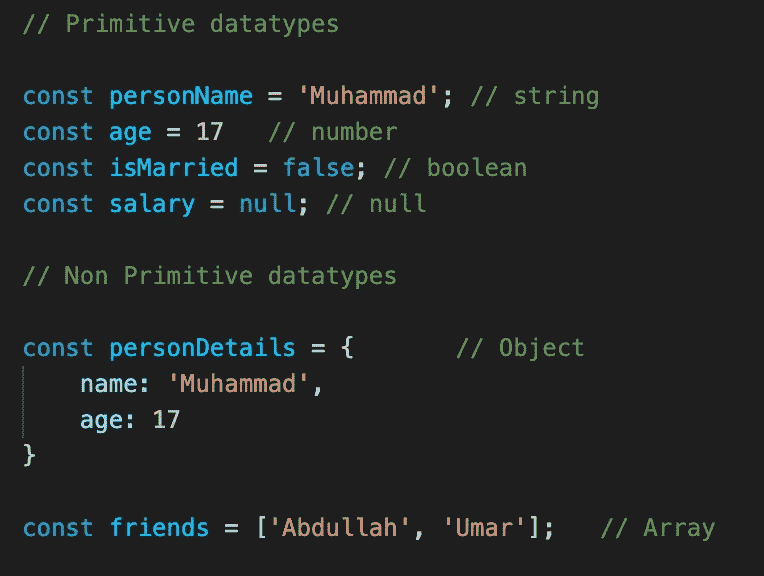 // Primitive datatypes
const personName = 'Muhammad'; // string
const age = 17   // number
const isMarried = false; // boolean
const salary = null; // null
// Non Primitive datatypes
const personDetails = {       // Object
    name: 'Muhammad',
    age: 17
}
const friends = ['Abdullah', 'Umar'];   // Array